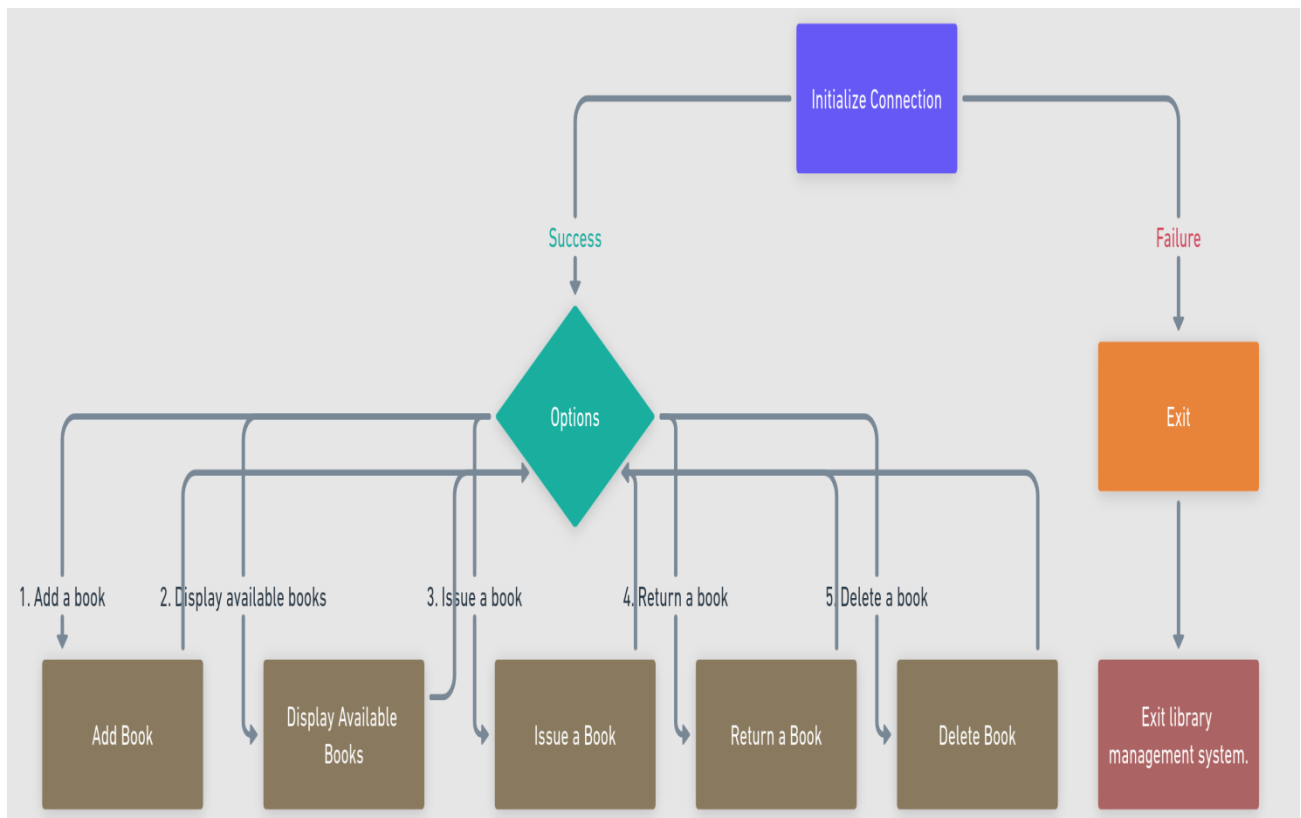 Initialize Connection
Success
Failure
Options
Exit
1. Add a book
2. Display available books
3. Issue a book
4. Return a book
5. Delete a book
Add Book
Display Available
Books
Issue a Book
Return a Book
Delete Book
Exit library
management system.